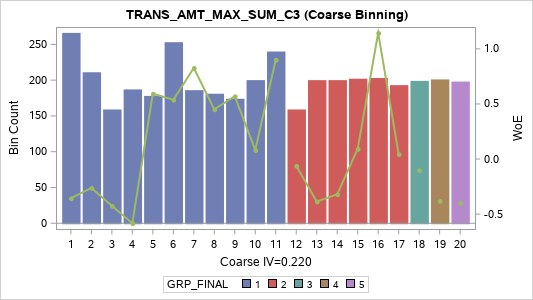 TRANS_AMT_MAX_SUM_C3 (Coarse Binning)
250
200
150
100
50
0
Bin Count
1.0
0.5
0.0
-0.5
WoE
1 2 3 4 5 6 7 8 9 10 11 12 13 14 15 16 17 18 19 20
Coarse IV=0.220
GRP_FINAL 1 2 3 4 5